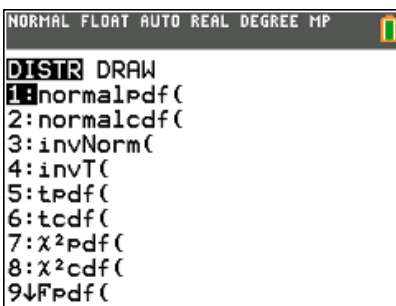 NORMAL FLOAT AUTO REAL DEGREE MP
DISTR DRAW
1:normalpdf(
2:normalcdf(
3:invNorm(
4:invT(
5:tpdf(
6:tcdf(
7:χ²pdf(
8:χ²cdf(
9↓Fpdf(